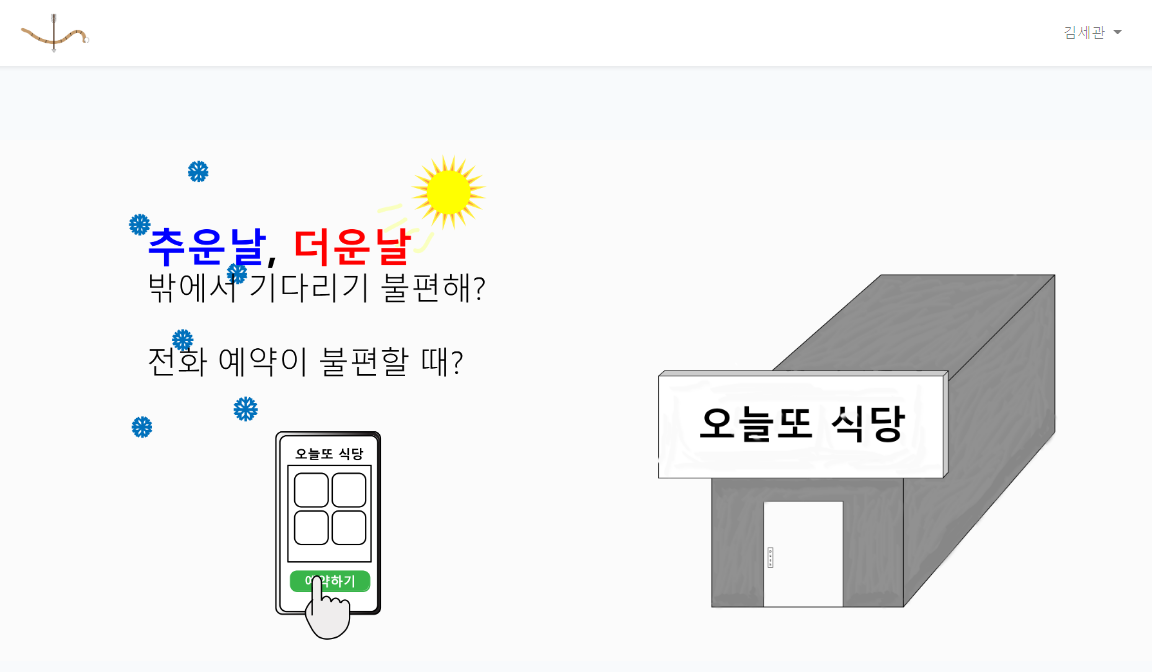 김세관
추운날, 더운날
밖에서 기다리기 불편해?
전화 예약이 불편할 때?
오늘또 식당
오늘또 식당
예약하기